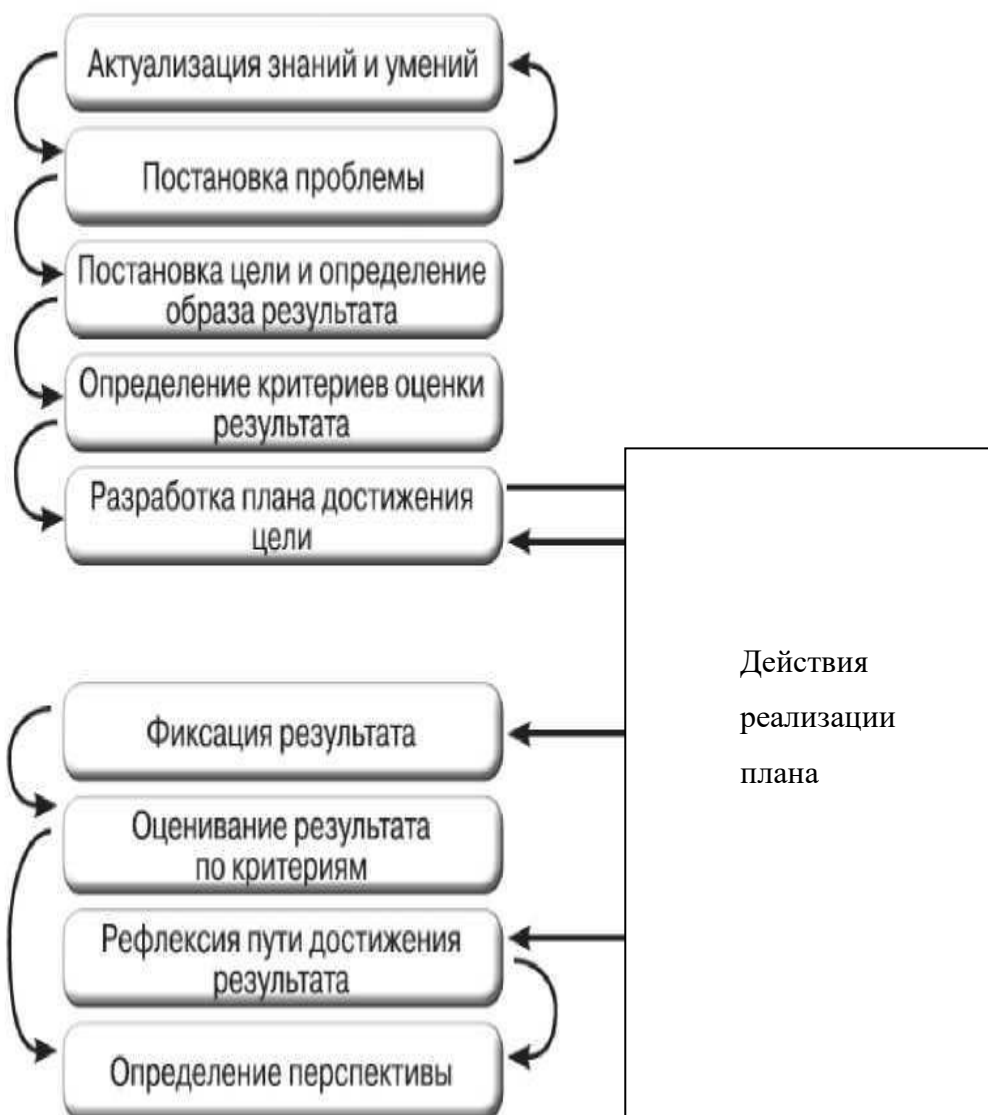 Актуализация знаний и умений
Постановка проблемы
Постановка цели и определение
образа результата
Определение критериев оценки
результата
Разработка плана достижения
цели
Действия
реализации
плана
Фиксация результата
Оценивание результата
по критериям
Рефлексия пути достижения
результата
Определение перспективы